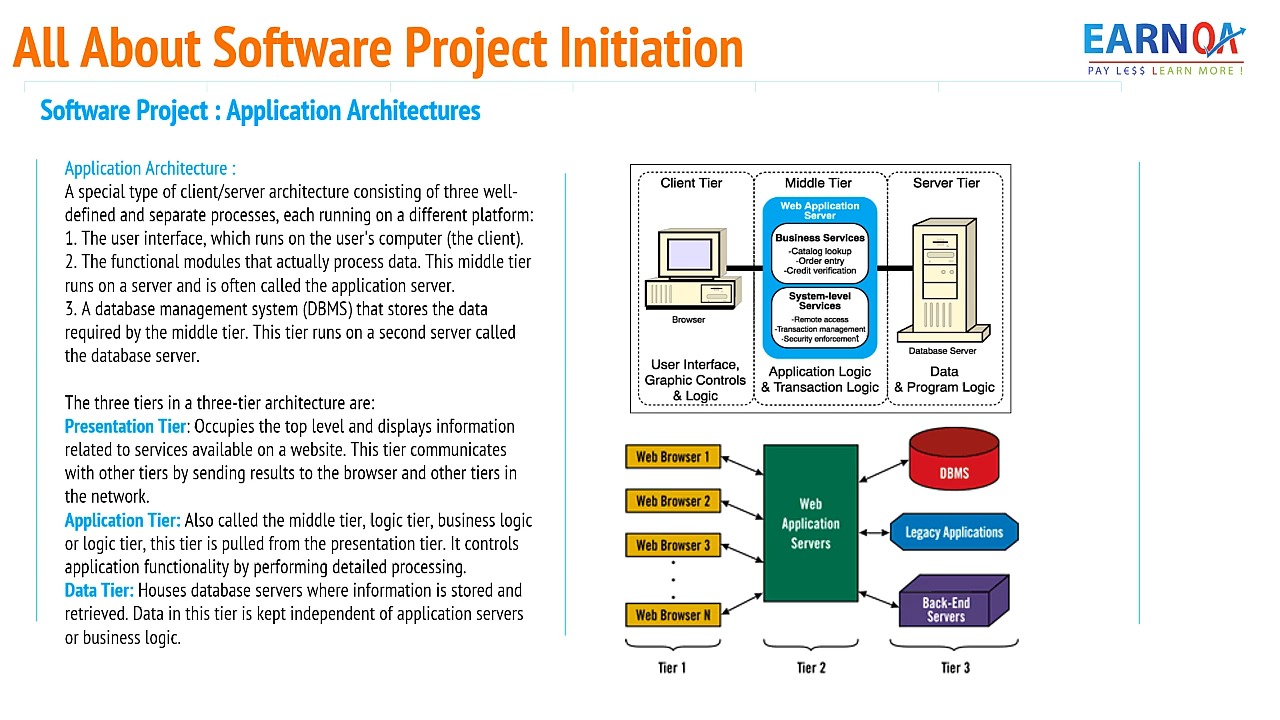 All About Software Project Initiation
EARNQA
PAY LE$$ LEARN MORE !
Software Project : Application Architectures
Application Architecture :
A special type of client/server architecture consisting of three well-
defined and separate processes, each running on a different platform:
1. The user interface, which runs on the user's computer (the client).
2. The functional modules that actually process data. This middle tier
runs on a server and is often called the application server.
3. A database management system (DBMS) that stores the data
required by the middle tier. This tier runs on a second server called
the database server.
The three tiers in a three-tier architecture are:
Presentation Tier: Occupies the top level and displays information
related to services available on a website. This tier communicates
with other tiers by sending results to the browser and other tiers in
the network.
Application Tier: Also called the middle tier, logic tier, business logic
or logic tier, this tier is pulled from the presentation tier. It controls
application functionality by performing detailed processing.
Data Tier: Houses database servers where information is stored and
retrieved. Data in this tier is kept independent of application servers
or business logic.
Client Tier
Browser
User Interface,
Graphic Controls
& Logic
Middle Tier
Web Application
Server
Business Services
-Catalog lookup
-Order entry
-Credit verification
System-level
Services
-Remote access
-Transaction management
-Security enforcement
Application Logic
& Transaction Logic
Server Tier
Database Server
Data
& Program Logic
Web Browser 1
Web Browser 2
Web Browser 3
Web Browser N
Web
Application
Servers
DBMS
Legacy Applications
Back-End
Servers
Tier 1
Tier 2
Tier 3